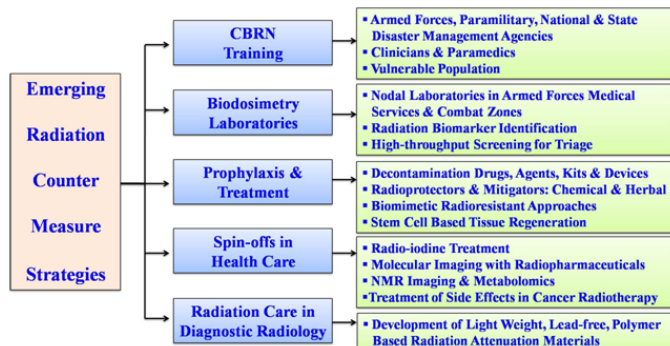 Emerging
Radiation
Counter
Measure
Strategies
CBRN
Training
▪ Armed Forces, Paramilitary, National & State
Disaster Management Agencies
▪ Clinicians & Paramedics
▪ Vulnerable Population
Biodosimetry
Laboratories
▪ Nodal Laboratories in Armed Forces Medical
Services & Combat Zones
▪ Radiation Biomarker Identification
▪ High-throughput Screening for Triage
Prophylaxis &
Treatment
▪ Decontamination Drugs, Agents, Kits & Devices
▪ Radioprotectors & Mitigators: Chemical & Herbal
▪ Biomimetic Radioresistant Approaches
▪ Stem Cell Based Tissue Regeneration
Spin-offs in
Health Care
▪ Radio-iodine Treatment
▪ Molecular Imaging with Radiopharmaceuticals
▪ NMR Imaging & Metabolomics
▪Treatment of Side Effects in Cancer Radiotherapy
Radiation Care in
Diagnostic Radiology
▪ Development of Light Weight, Lead-free, Polymer
Based Radiation Attenuation Materials